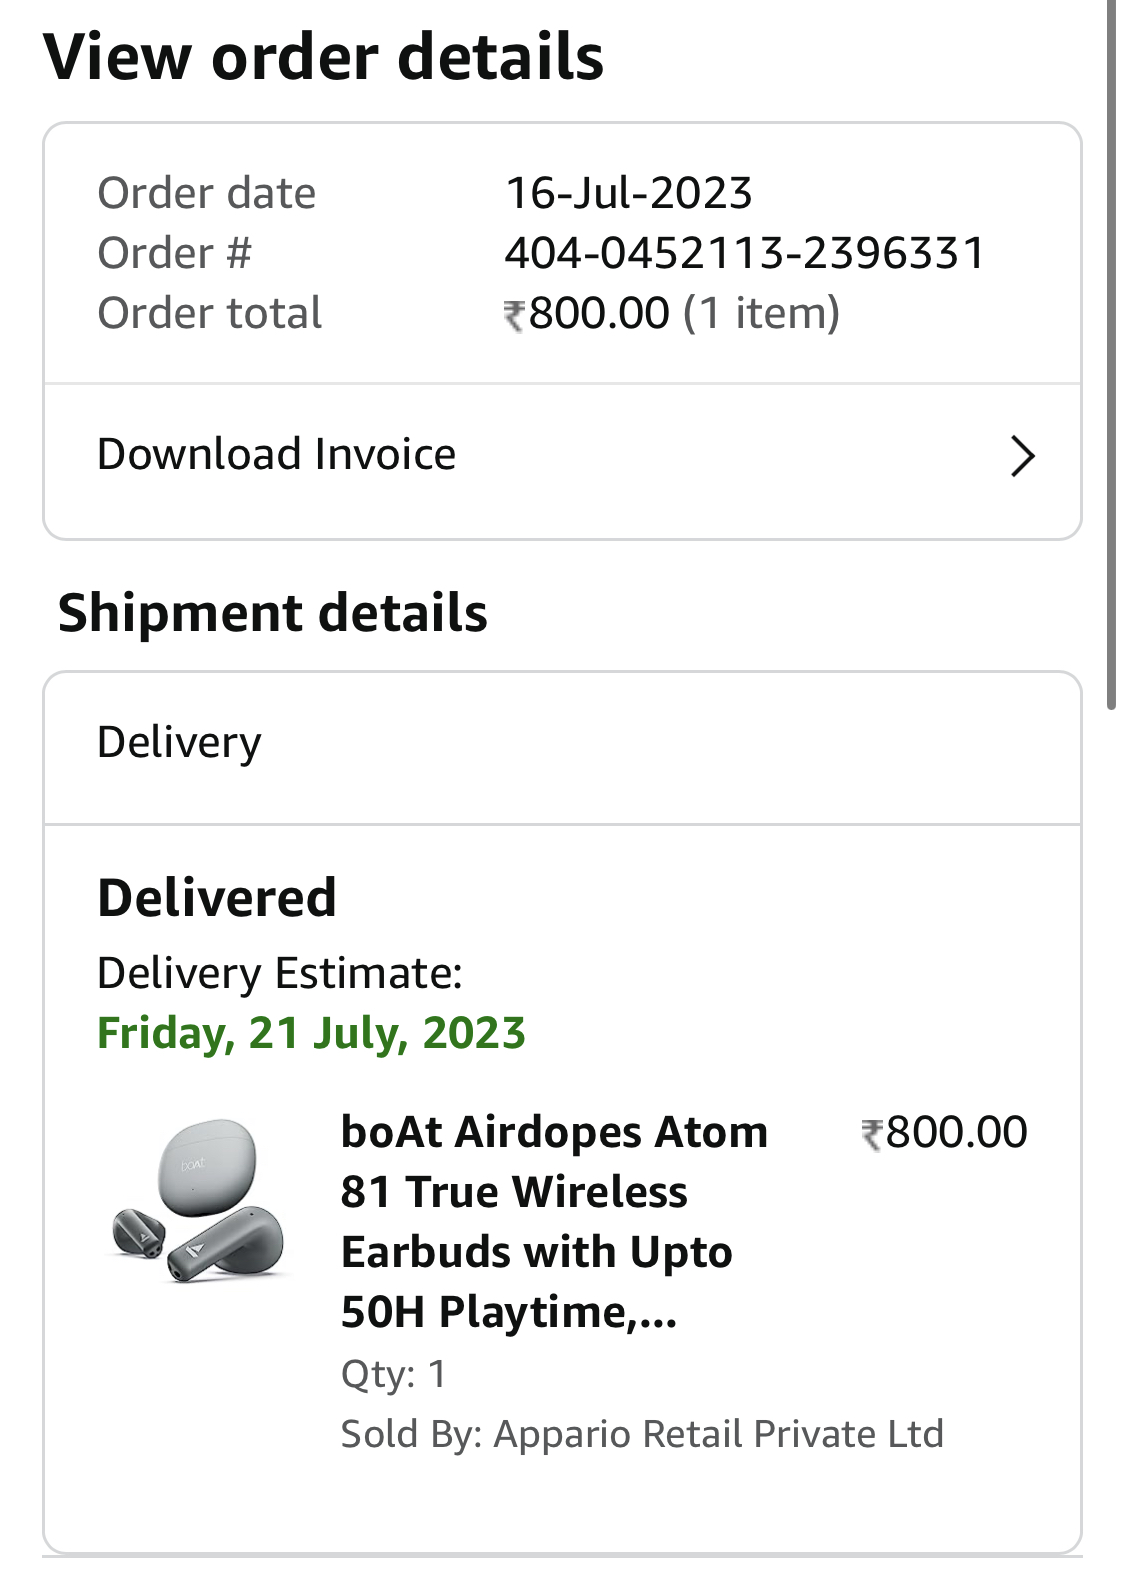 View order details
Order date 16-Jul-2023
Order # 404-0452113-2396331
Order total ₹800.00 (1 item)
Download Invoice
Shipment details
Delivery
Delivered
Delivery Estimate:
Friday, 21 July, 2023
boAt
boAt Airdopes Atom ₹800.00
81 True Wireless
Earbuds with Upto
50H Playtime,...
Qty: 1
Sold By: Appario Retail Private Ltd